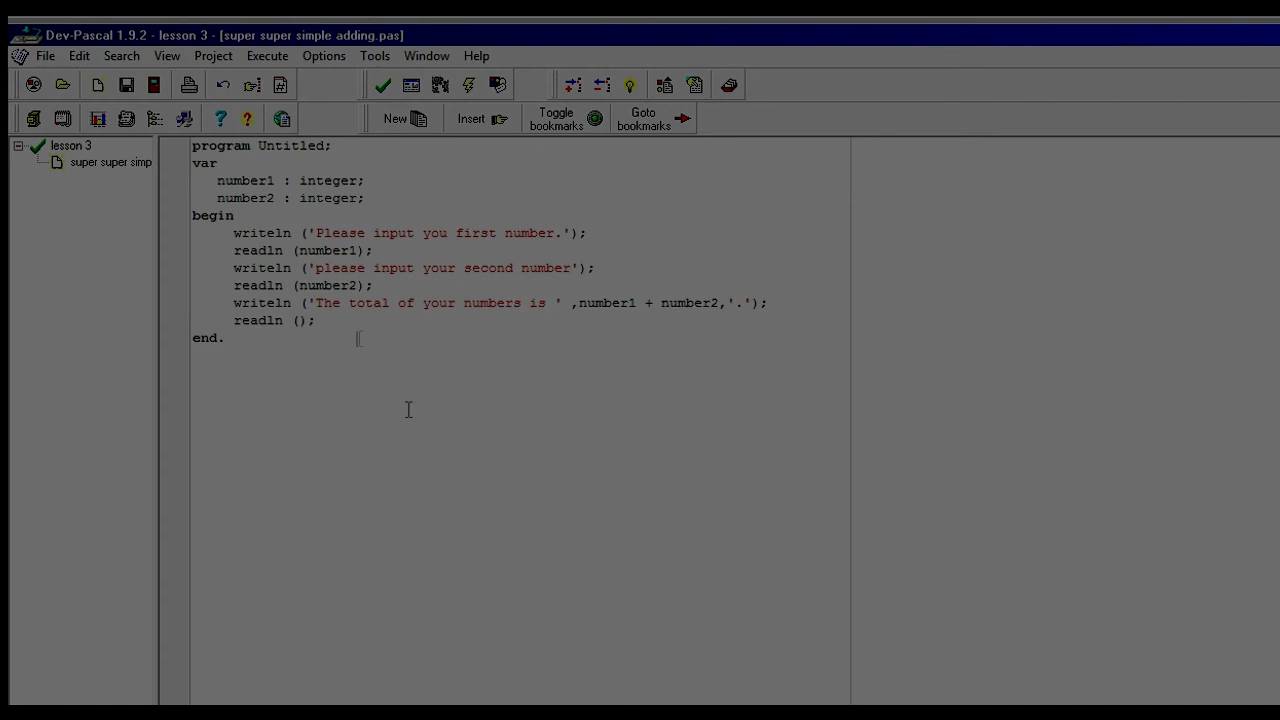 Dev-Pascal 1.9.2 - lesson 3 - [super super simple adding.pas]
File Edit Search View Project Execute Options Tools Window Help
New Insert Toggle bookmarks Goto bookmarks
lesson 3
super super simp
program Untitled;
var
number1 : integer;
number2 : integer;
begin
writeln ('Please input you first number.');
readln (number1);
writeln ('please input your second number');
readln (number2);
writeln ('The total of your numbers is ' ,number1 + number2,'.');
readln ();
end.